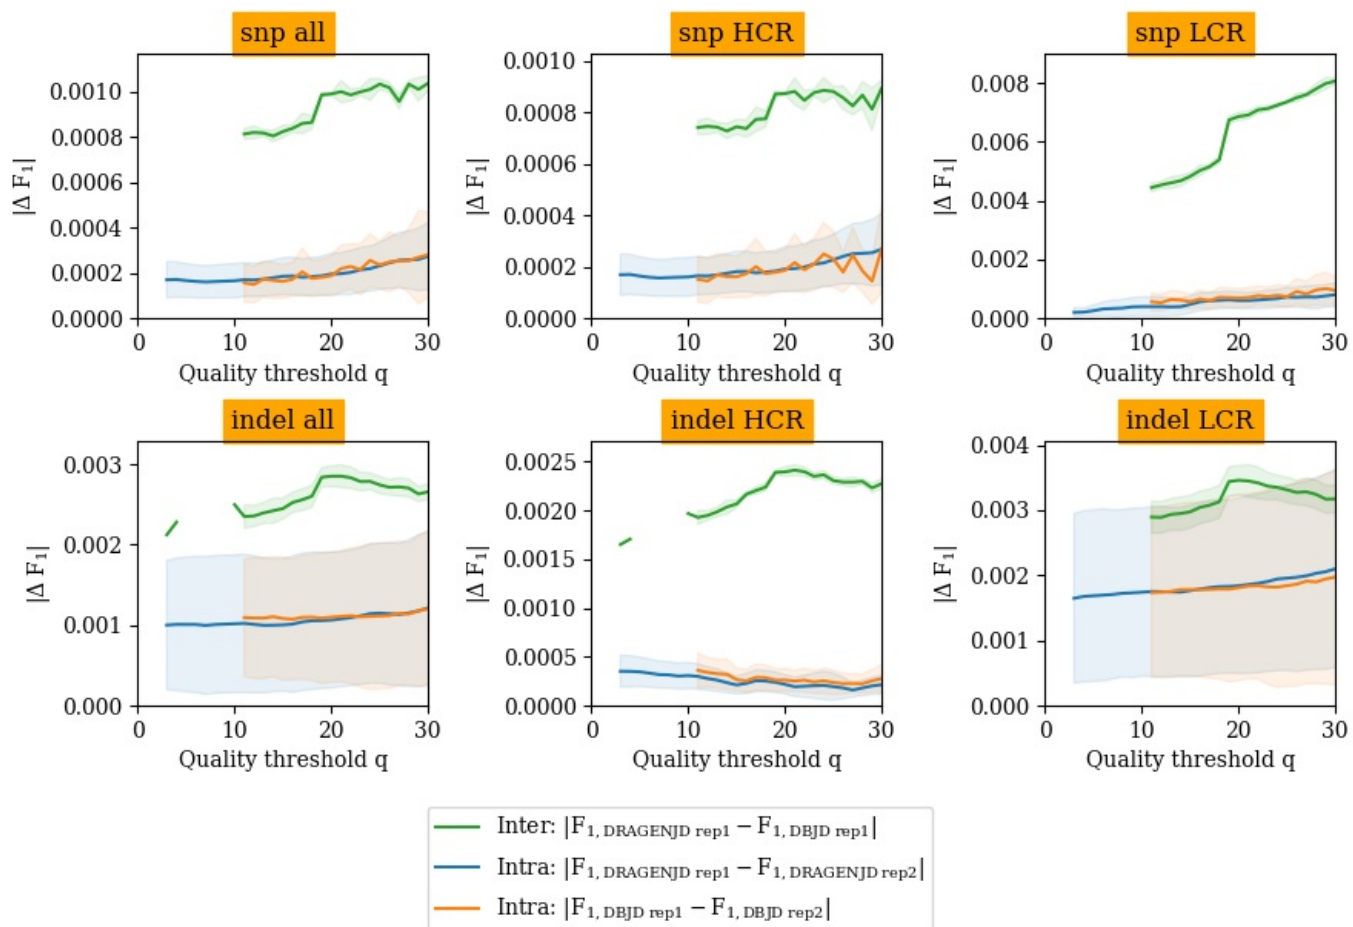 snp all
snp HCR
snp LCR
|Δ F₁|
0.0010
0.0008
0.0006
0.0004
0.0002
0.0000
0 10 20 30
Quality threshold q
|Δ F₁|
0.0010
0.0008
0.0006
0.0004
0.0002
0.0000
0 10 20 30
Quality threshold q
|Δ F₁|
0.008
0.006
0.004
0.002
0.000
0 10 20 30
Quality threshold q
indel all
indel HCR
indel LCR
|Δ F₁|
0.003
0.002
0.001
0.000
0 10 20 30
Quality threshold q
|Δ F₁|
0.0025
0.0020
0.0015
0.0010
0.0005
0.0000
0 10 20 30
Quality threshold q
|Δ F₁|
0.004
0.003
0.002
0.001
0.000
0 10 20 30
Quality threshold q
Inter: |F₁, DRAGENJD rep1 − F₁, DBJD rep1|
Intra: |F₁, DRAGENJD rep1 − F₁, DRAGENJD rep2|
Intra: |F₁, DBJD rep1 − F₁, DBJD rep2|